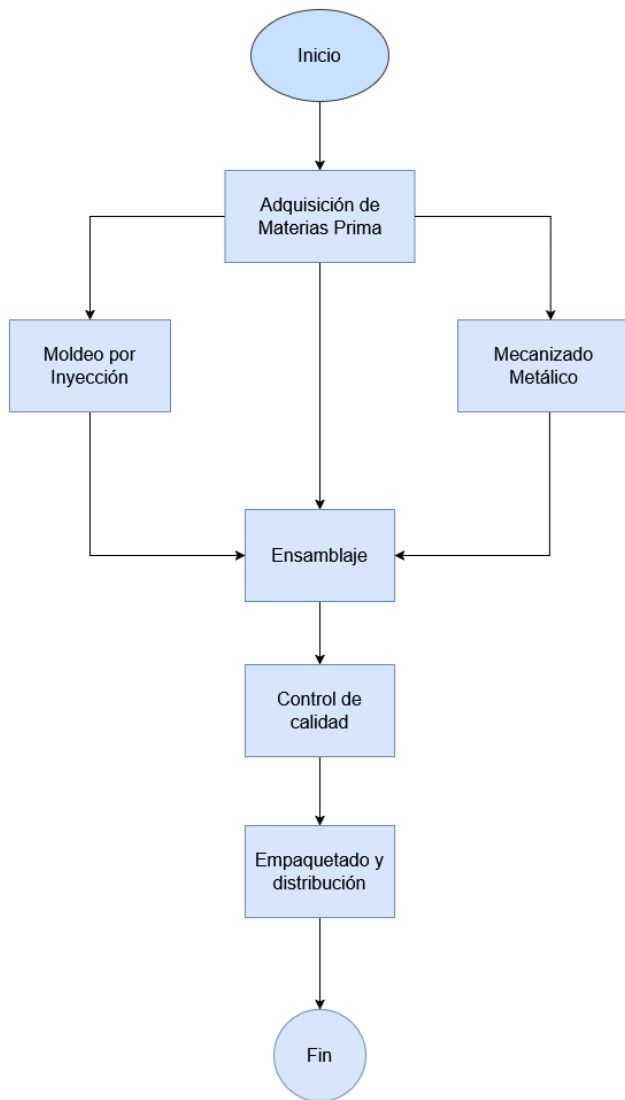 Inicio
Adquisición de
Materias Prima
Moldeo por
Inyección
Mecanizado
Metálico
Ensamblaje
Control de
calidad
Empaquetado y
distribución
Fin